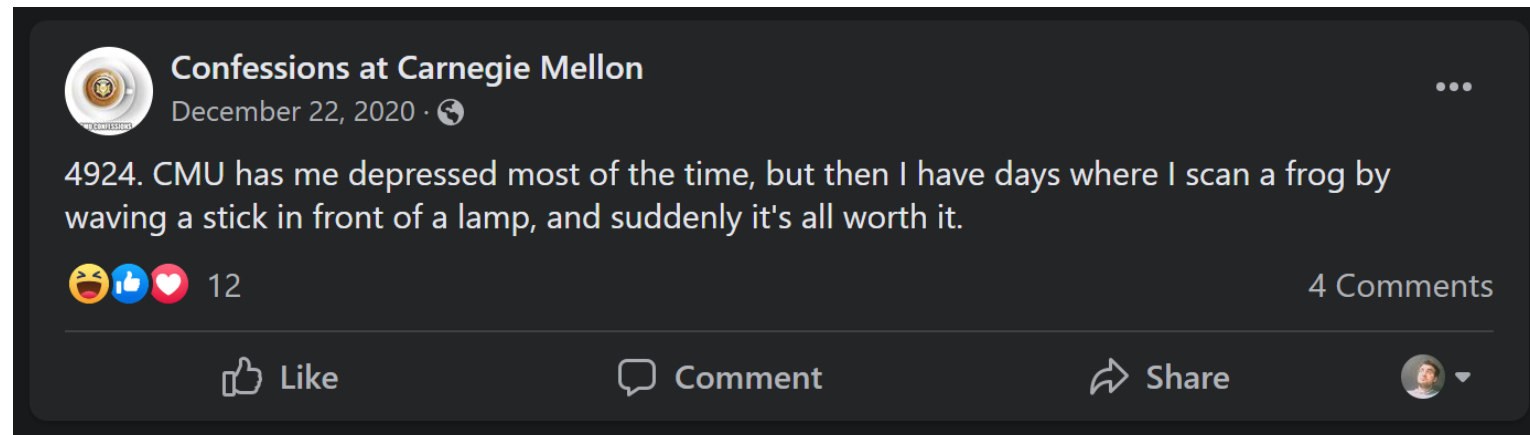 Confessions at Carnegie Mellon
December 22, 2020 ·
4924. CMU has me depressed most of the time, but then I have days where I scan a frog by
waving a stick in front of a lamp, and suddenly it's all worth it.
12
4 Comments
Like
Comment
Share